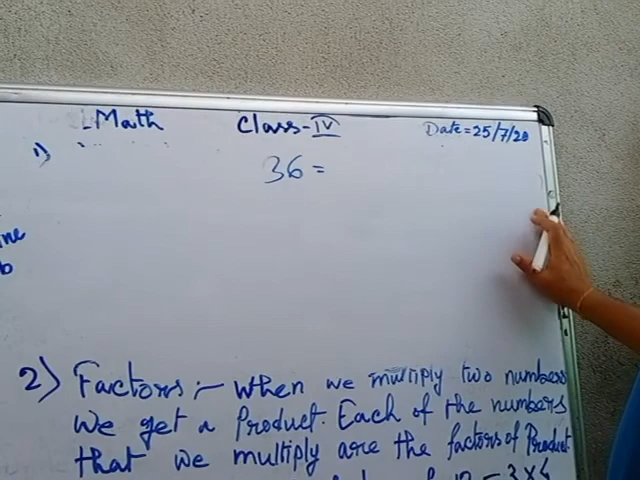 Math Class-IV Date=25/7/20
1)
36=
2) Factors:- When we multiply two numbers
We get a Product. Each of the numbers
that we multiply are the factors of Product.
= 3x4